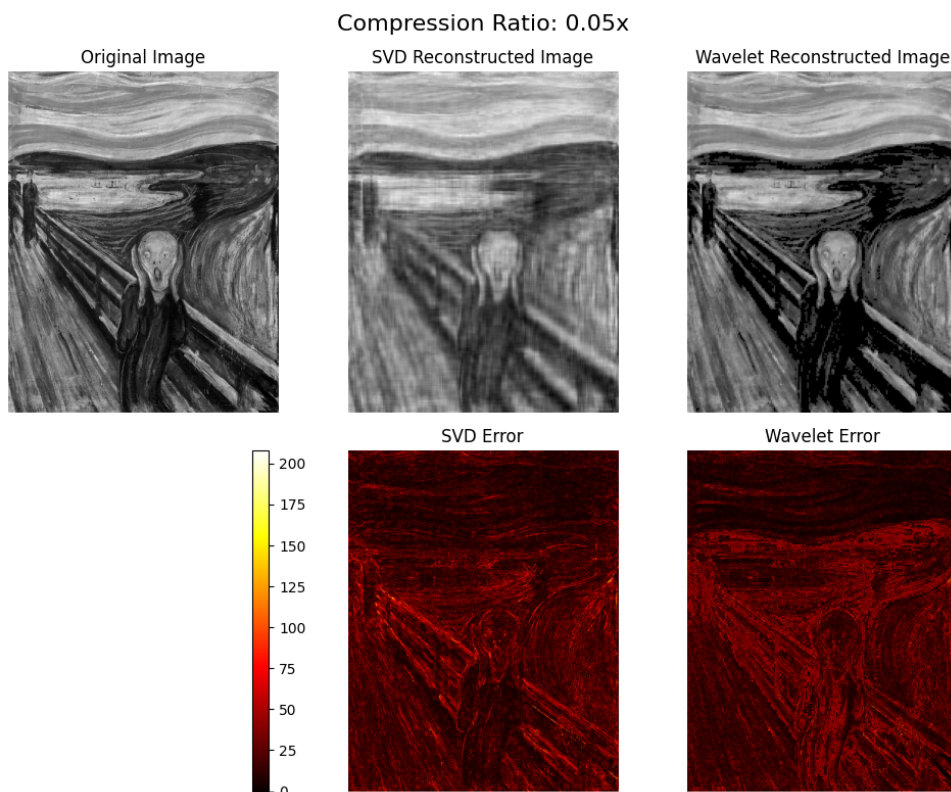 Compression Ratio: 0.05x
Original Image
SVD Reconstructed Image
Wavelet Reconstructed Image
SVD Error
Wavelet Error
200
175
150
125
100
75
50
25
0